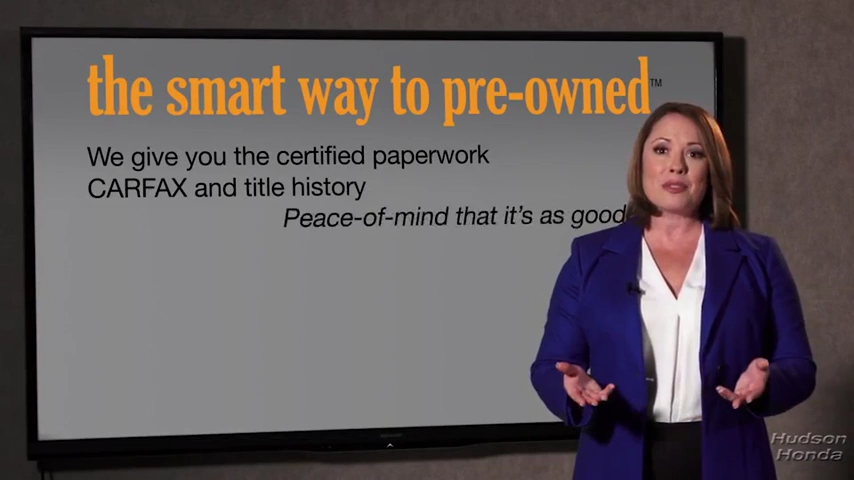 the smart way to pre-owned™
We give you the certified paperwork
CARFAX and title history
Peace-of-mind that it's as good
Hudson
Honda